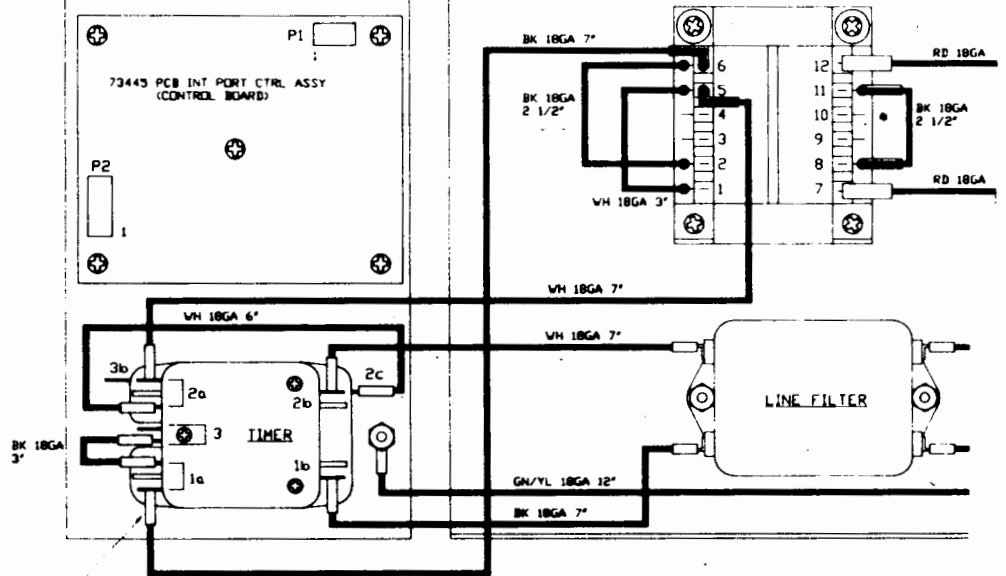 P1
1
73445 PCB INT PORT CTRL ASSY
(CONTROL BOARD)
P2
1
BK 18GA 7"
6
5
4
3
2
1
12
11
10
9
8
7
RD 18GA
BK 18GA
2 1/2"
BK 18GA
2 1/2"
WH 18GA 3"
RD 18GA
WH 18GA 7"
WH 18GA 6"
WH 18GA 7"
3b
2a
2c
2b
3
TIMER
LINE FILTER
BK 18GA
3"
1a
1b
GN/YL 18GA 12"
BK 18GA 7"